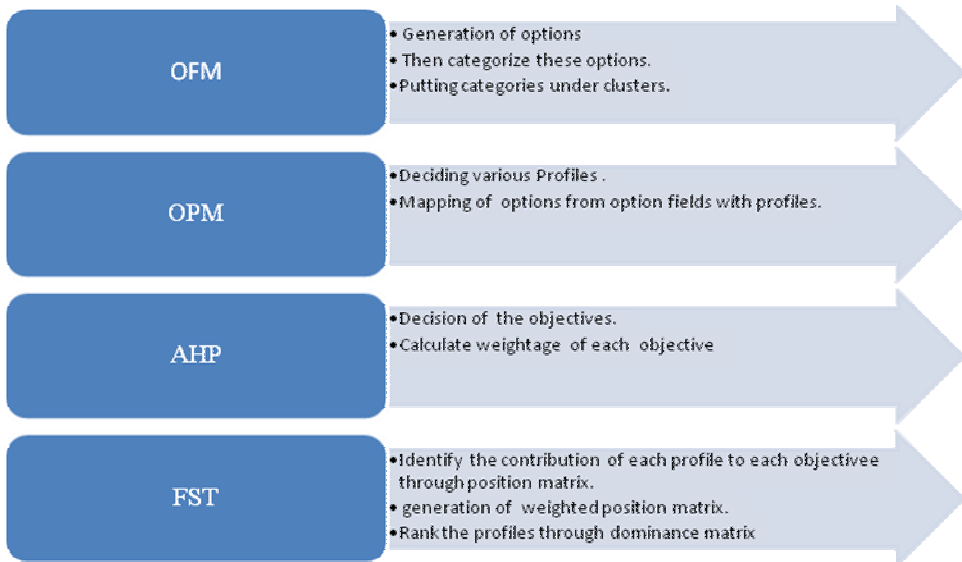 OFM
• Generation of options
• Then categorize these options.
• Putting categories under clusters.
OPM
• Deciding various Profiles .
• Mapping of options from option fields with profiles.
AHP
• Decision of the objectives.
• Calculate weightage of each objective
FST
• Identify the contribution of each profile to each objectivee
through position matrix.
• generation of weighted position matrix.
• Rank the profiles through dominance matrix